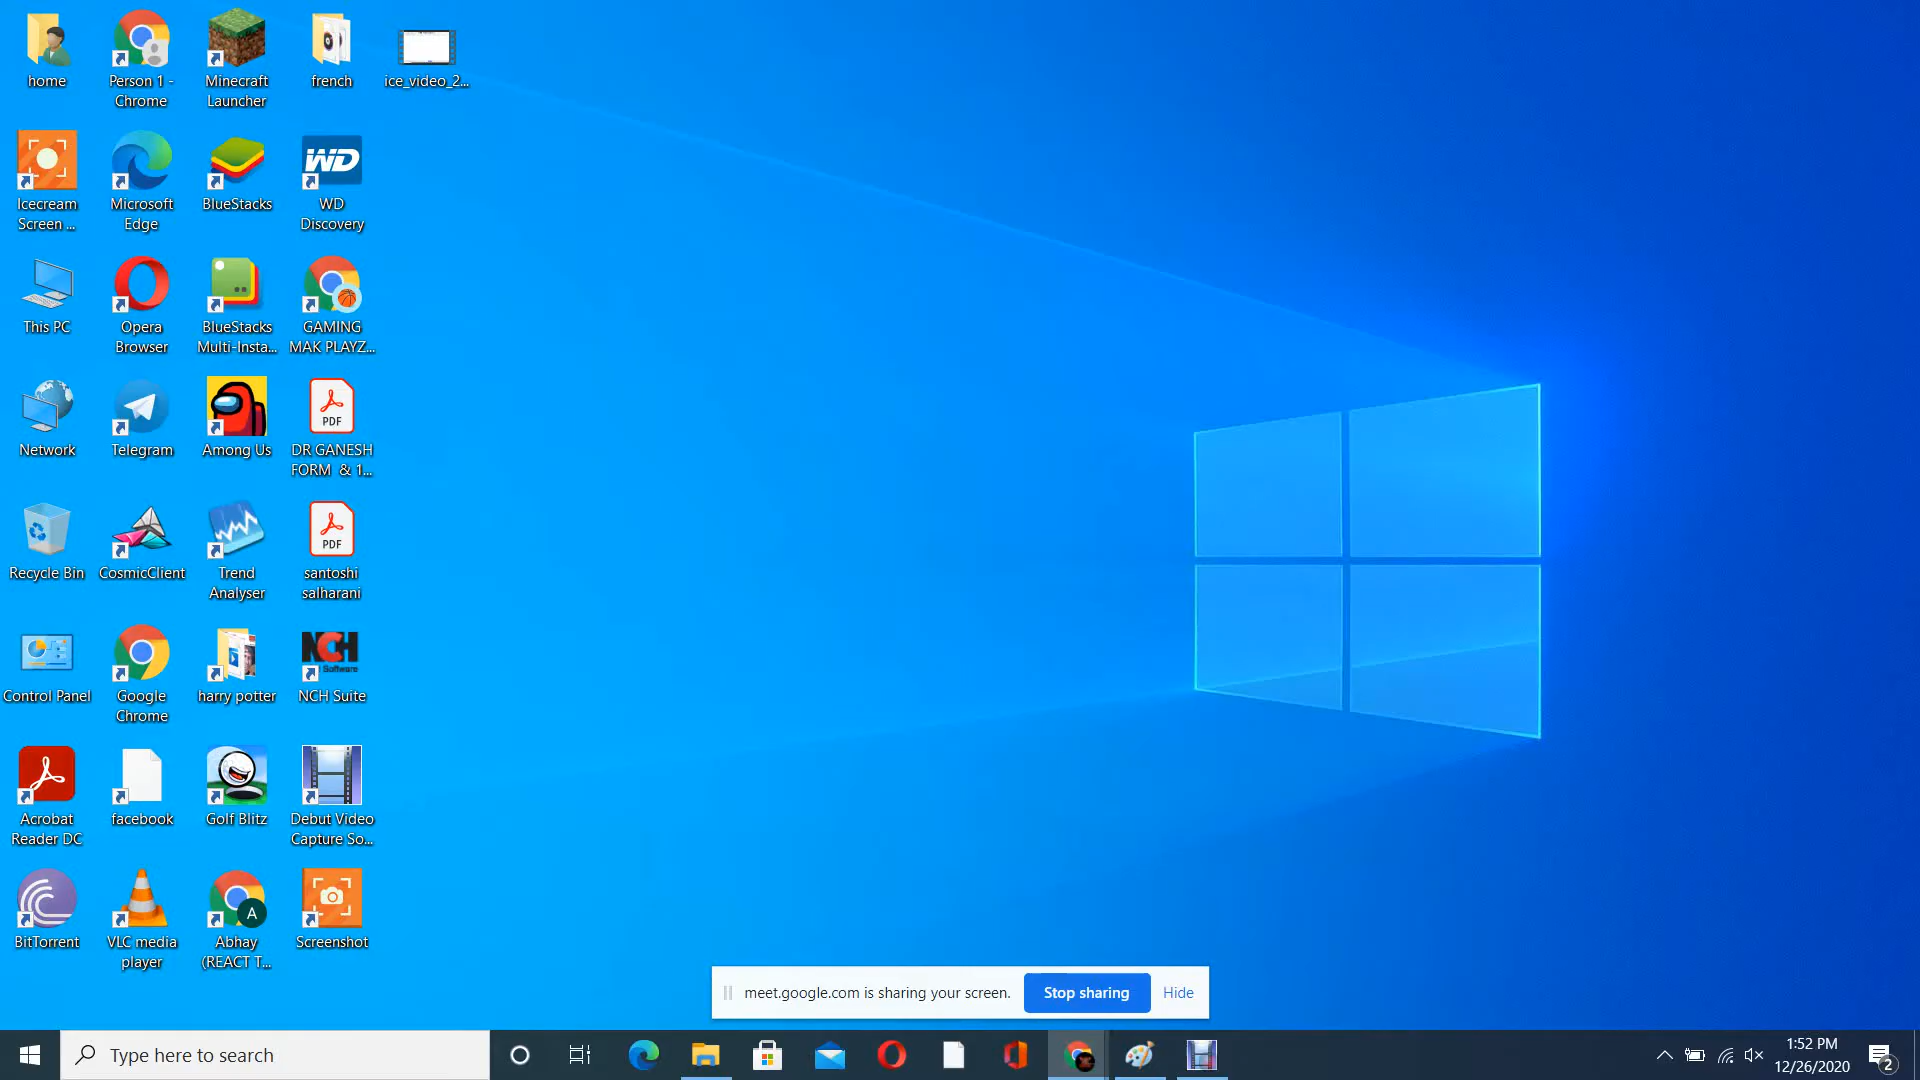 home
Person 1 -
Chrome
Minecraft
Launcher
french
ice_video_2...
Icecream
Screen ...
Microsoft
Edge
BlueStacks
WD
WD
Discovery
This PC
Opera
Browser
BlueStacks
Multi-Insta...
GAMING
MAK PLAYZ...
Network
Telegram
Among Us
PDF
DR GANESH
FORM & 1...
Recycle Bin
CosmicClient
Trend
Analyser
PDF
santoshi
salharani
Control Panel
Google
Chrome
harry potter
NCH
Software
NCH Suite
Acrobat
Reader DC
facebook
Golf Blitz
Debut Video
Capture So...
BitTorrent
VLC media
player
A
Abhay
(REACT T...
Screenshot
meet.google.com is sharing your screen.
Stop sharing
Hide
Type here to search
1:52 PM
12/26/2020
2